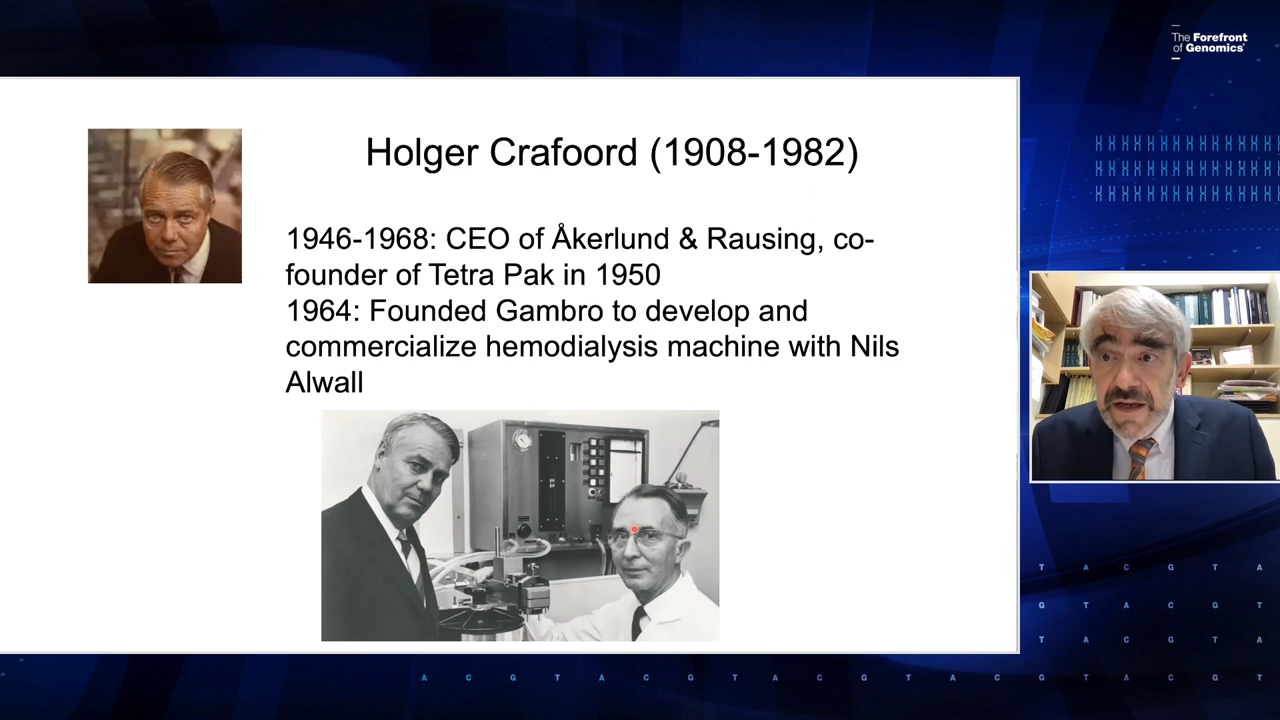 The Forefront
of Genomics®
Holger Crafoord (1908-1982)
1946-1968: CEO of Åkerlund & Rausing, co-
founder of Tetra Pak in 1950
1964: Founded Gambro to develop and
commercialize hemodialysis machine with Nils
Alwall
T A C G T A
G T A C G T
T A C G T A
A C G T A C G T A C G T A C G T A C G T